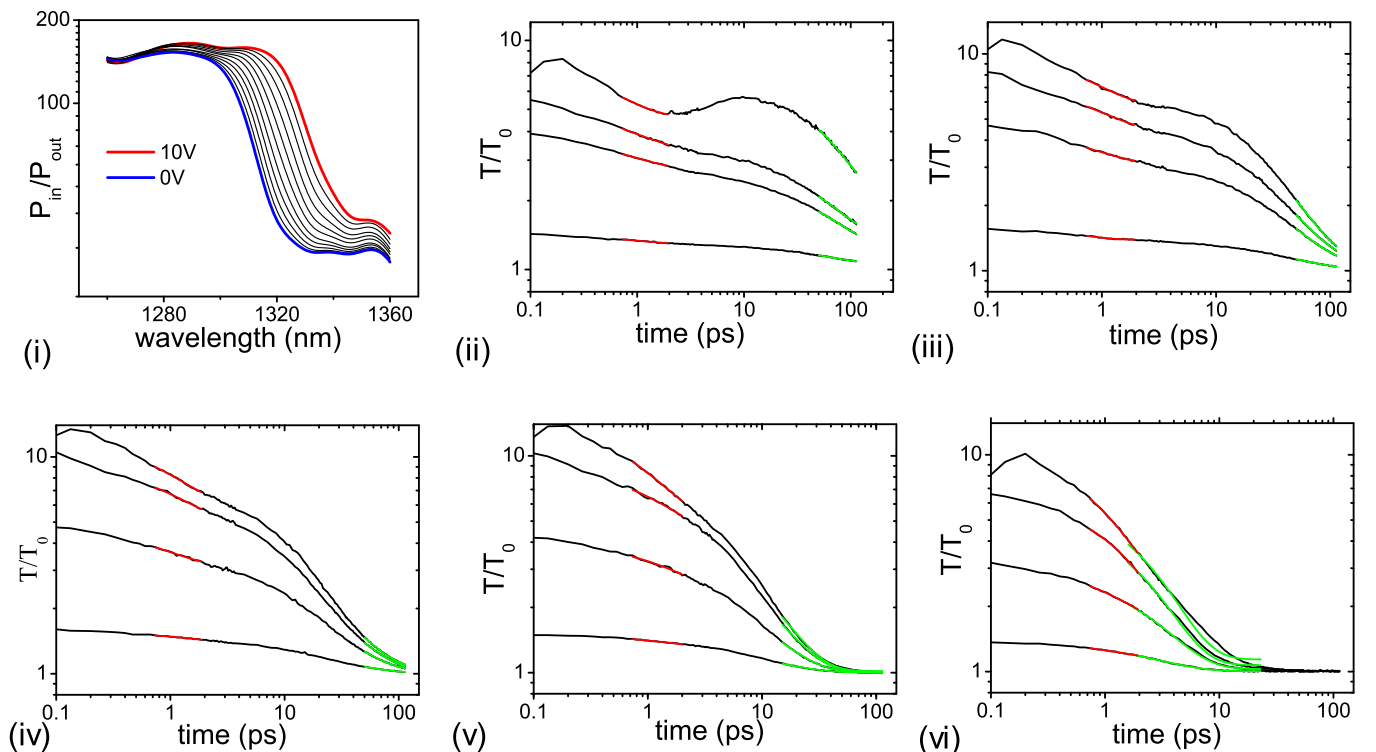 200
100
P_in/P_out
10V
0V
1280 1320 1360
wavelength (nm)
(i)
10
1
T/T_0
0.1 1 10 100
time (ps)
(ii)
10
1
T/T_0
0.1 1 10 100
time (ps)
(iii)
10
1
T/T_0
0.1 1 10 100
time (ps)
(iv)
10
1
T/T_0
0.1 1 10 100
time (ps)
(v)
10
1
T/T_0
0.1 1 10 100
time (ps)
(vi)